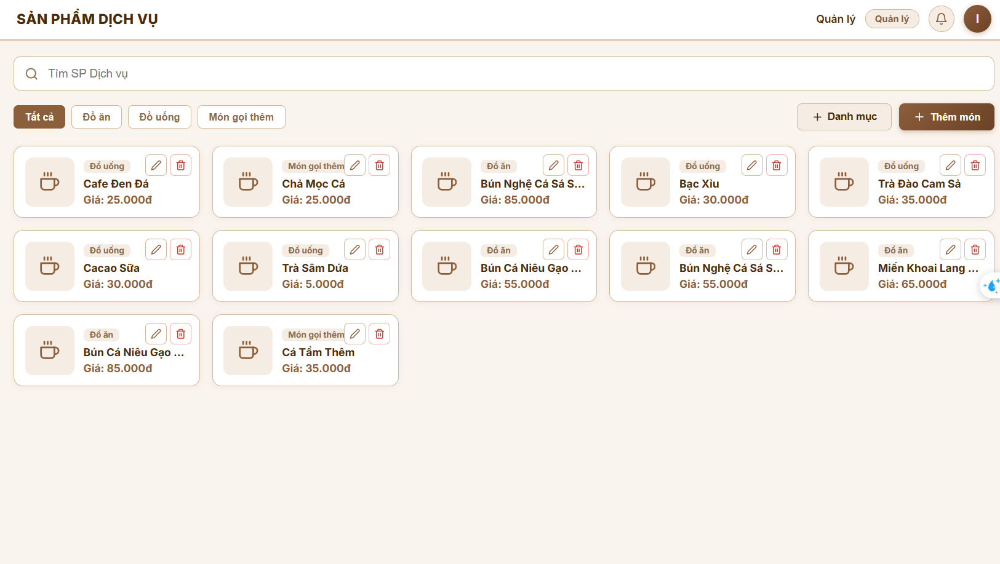 SẢN PHẨM DỊCH VỤ
Quản lý
Quản lý
I
Tìm SP Dịch vụ
Tất cả
Đồ ăn
Đồ uống
Món gọi thêm
+ Danh mục
+ Thêm món
Đồ uống
Cafe Đen Đá
Giá: 25.000đ
Món gọi thêm
Chả Mọc Cá
Giá: 25.000đ
Đồ ăn
Bún Nghệ Cá Sá S...
Giá: 85.000đ
Đồ uống
Bạc Xỉu
Giá: 30.000đ
Đồ uống
Trà Đào Cam Sả
Giá: 35.000đ
Đồ uống
Cacao Sữa
Giá: 30.000đ
Đồ uống
Trà Sâm Dứa
Giá: 5.000đ
Đồ ăn
Bún Cá Niêu Gạo ...
Giá: 55.000đ
Đồ ăn
Bún Nghệ Cá Sá S...
Giá: 55.000đ
Đồ ăn
Miến Khoai Lang ...
Giá: 65.000đ
Đồ ăn
Bún Cá Niêu Gạo ...
Giá: 85.000đ
Món gọi thêm
Cá Tầm Thêm
Giá: 35.000đ